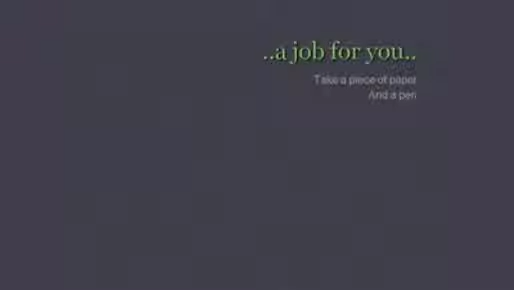 ..a job for you..
Take a piece of paper
And a pen